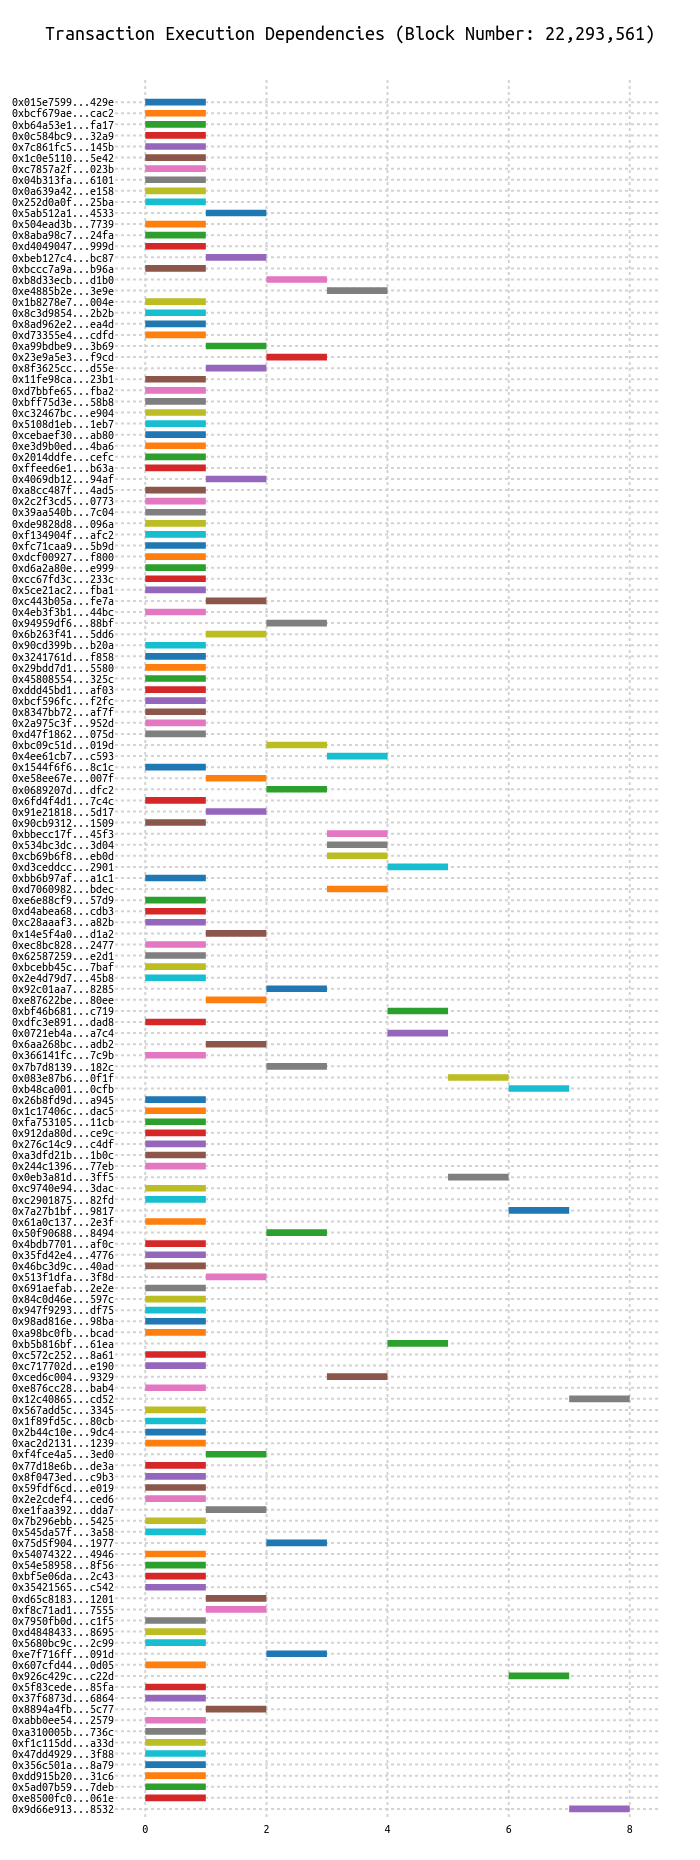 Transaction Execution Dependencies (Block Number: 22,293,561)
0x015e7599...429e
0xbcf679ae...cac2
0xb64a53e1...fa17
0x0c584bc9...32a9
0x7c861fc5...145b
0x1c0e5110...5e42
0xc7857a2f...023b
0x04b313fa...6101
0x0a639a42...e158
0x252d0a0f...25ba
0x5ab512a1...4533
0x504ead3b...7739
0x8aba98c7...24fa
0xd4049047...999d
0xbeb127c4...bc87
0xbccc7a9a...b96a
0xb8d33ecb...d1b0
0xe4885b2e...3e9e
0x1b8278e7...004e
0x8c3d9854...2b2b
0x8ad962e2...ea4d
0xd73355e4...cdfd
0xa99bdbe9...3b69
0x23e9a5e3...f9cd
0x8f3625cc...d55e
0x11fe98ca...23b1
0xd7bbfe65...fba2
0xbff75d3e...58b8
0xc32467bc...e904
0x5108d1eb...1eb7
0xcebaef30...ab80
0xe3d9b0ed...4ba6
0x2014ddfe...cefc
0xffeed6e1...b63a
0x4069db12...94af
0xa8cc487f...4ad5
0x2c2f3cd5...0773
0x39aa540b...7c04
0xde9828d8...096a
0xf134904f...afc2
0xfc71caa9...5b9d
0xdcf00927...f800
0xd6a2a80e...e999
0xcc67fd3c...233c
0x5ce21ac2...fba1
0xc443b05a...fe7a
0x4eb3f3b1...44bc
0x94959df6...88bf
0x6b263f41...5dd6
0x90cd399b...b20a
0x3241761d...f858
0x29bdd7d1...5580
0x45808554...325c
0xddd45bd1...af03
0xbcf596fc...f2fc
0x8347bb72...af7f
0x2a975c3f...952d
0xd47f1862...075d
0xbc09c51d...019d
0x4ee61cb7...c593
0x1544f6f6...8c1c
0xe58ee67e...007f
0x0689207d...dfc2
0x6fd4f4d1...7c4c
0x91e21818...5d17
0x90cb9312...1509
0xbbecc17f...45f3
0x534bc3dc...3d04
0xcb69b6f8...eb0d
0xd3ceddcc...2901
0xbb6b97af...a1c1
0xd7060982...bdec
0xe6e88cf9...57d9
0xd4abea68...cdb3
0xc28aaaf3...a82b
0x14e5f4a0...d1a2
0xec8bc828...2477
0x62587259...e2d1
0xbcebb45c...7baf
0x2e4d79d7...45b8
0x92c01aa7...8285
0xe87622be...80ee
0xbf46b681...c719
0xdfc3e891...dad8
0x0721eb4a...a7c4
0x6aa268bc...adb2
0x366141fc...7c9b
0x7b7d8139...182c
0x083e87b6...0f1f
0xb48ca001...0cfb
0x26b8fd9d...a945
0x1c17406c...dac5
0xfa753105...11cb
0x912da80d...ce9c
0x276c14c9...c4df
0xa3dfd21b...1b0c
0x244c1396...77eb
0x0eb3a81d...3ff5
0xc9740e94...3dac
0xc2901875...82fd
0x7a27b1bf...9817
0x61a0c137...2e3f
0x50f90688...8494
0x4bdb7701...af0c
0x35fd42e4...4776
0x46bc3d9c...40ad
0x513f1dfa...3f8d
0x691aefab...2e2e
0x84c0d46e...597c
0x947f9293...df75
0x98ad816e...98ba
0xa98bc0fb...bcad
0xb5b816bf...61ea
0xc572c252...8a61
0xc717702d...e190
0xced6c004...9329
0xe876cc28...bab4
0x12c40865...cd52
0x567add5c...3345
0x1f89fd5c...80cb
0x2b44c10e...9dc4
0xac2d2131...1239
0xf4fce4a5...3ed0
0x77d18e6b...de3a
0x8f0473ed...c9b3
0x59fdf6cd...e019
0x2e2cdef4...ced6
0xe1faa392...dda7
0x7b296ebb...5425
0x545da57f...3a58
0x75d5f904...1977
0x54074322...4946
0x54e58958...8f56
0xbf5e06da...2c43
0x35421565...c542
0xd65c8183...1201
0xf8c71ad1...7555
0x7950fb0d...c1f5
0xd4848433...8695
0x5680bc9c...2c99
0xe7f716ff...091d
0x607cfd44...0d05
0x926c429c...c22d
0x5f83cede...85fa
0x37f6873d...6864
0x8894a4fb...5c77
0xabb0ee54...2579
0xa310005b...736c
0xf1c115dd...a33d
0x47dd4929...3f88
0x356c501a...8a79
0xdd915b20...31c6
0x5ad07b59...7deb
0xe8500fc0...061e
0x9d66e913...8532
0 2 4 6 8